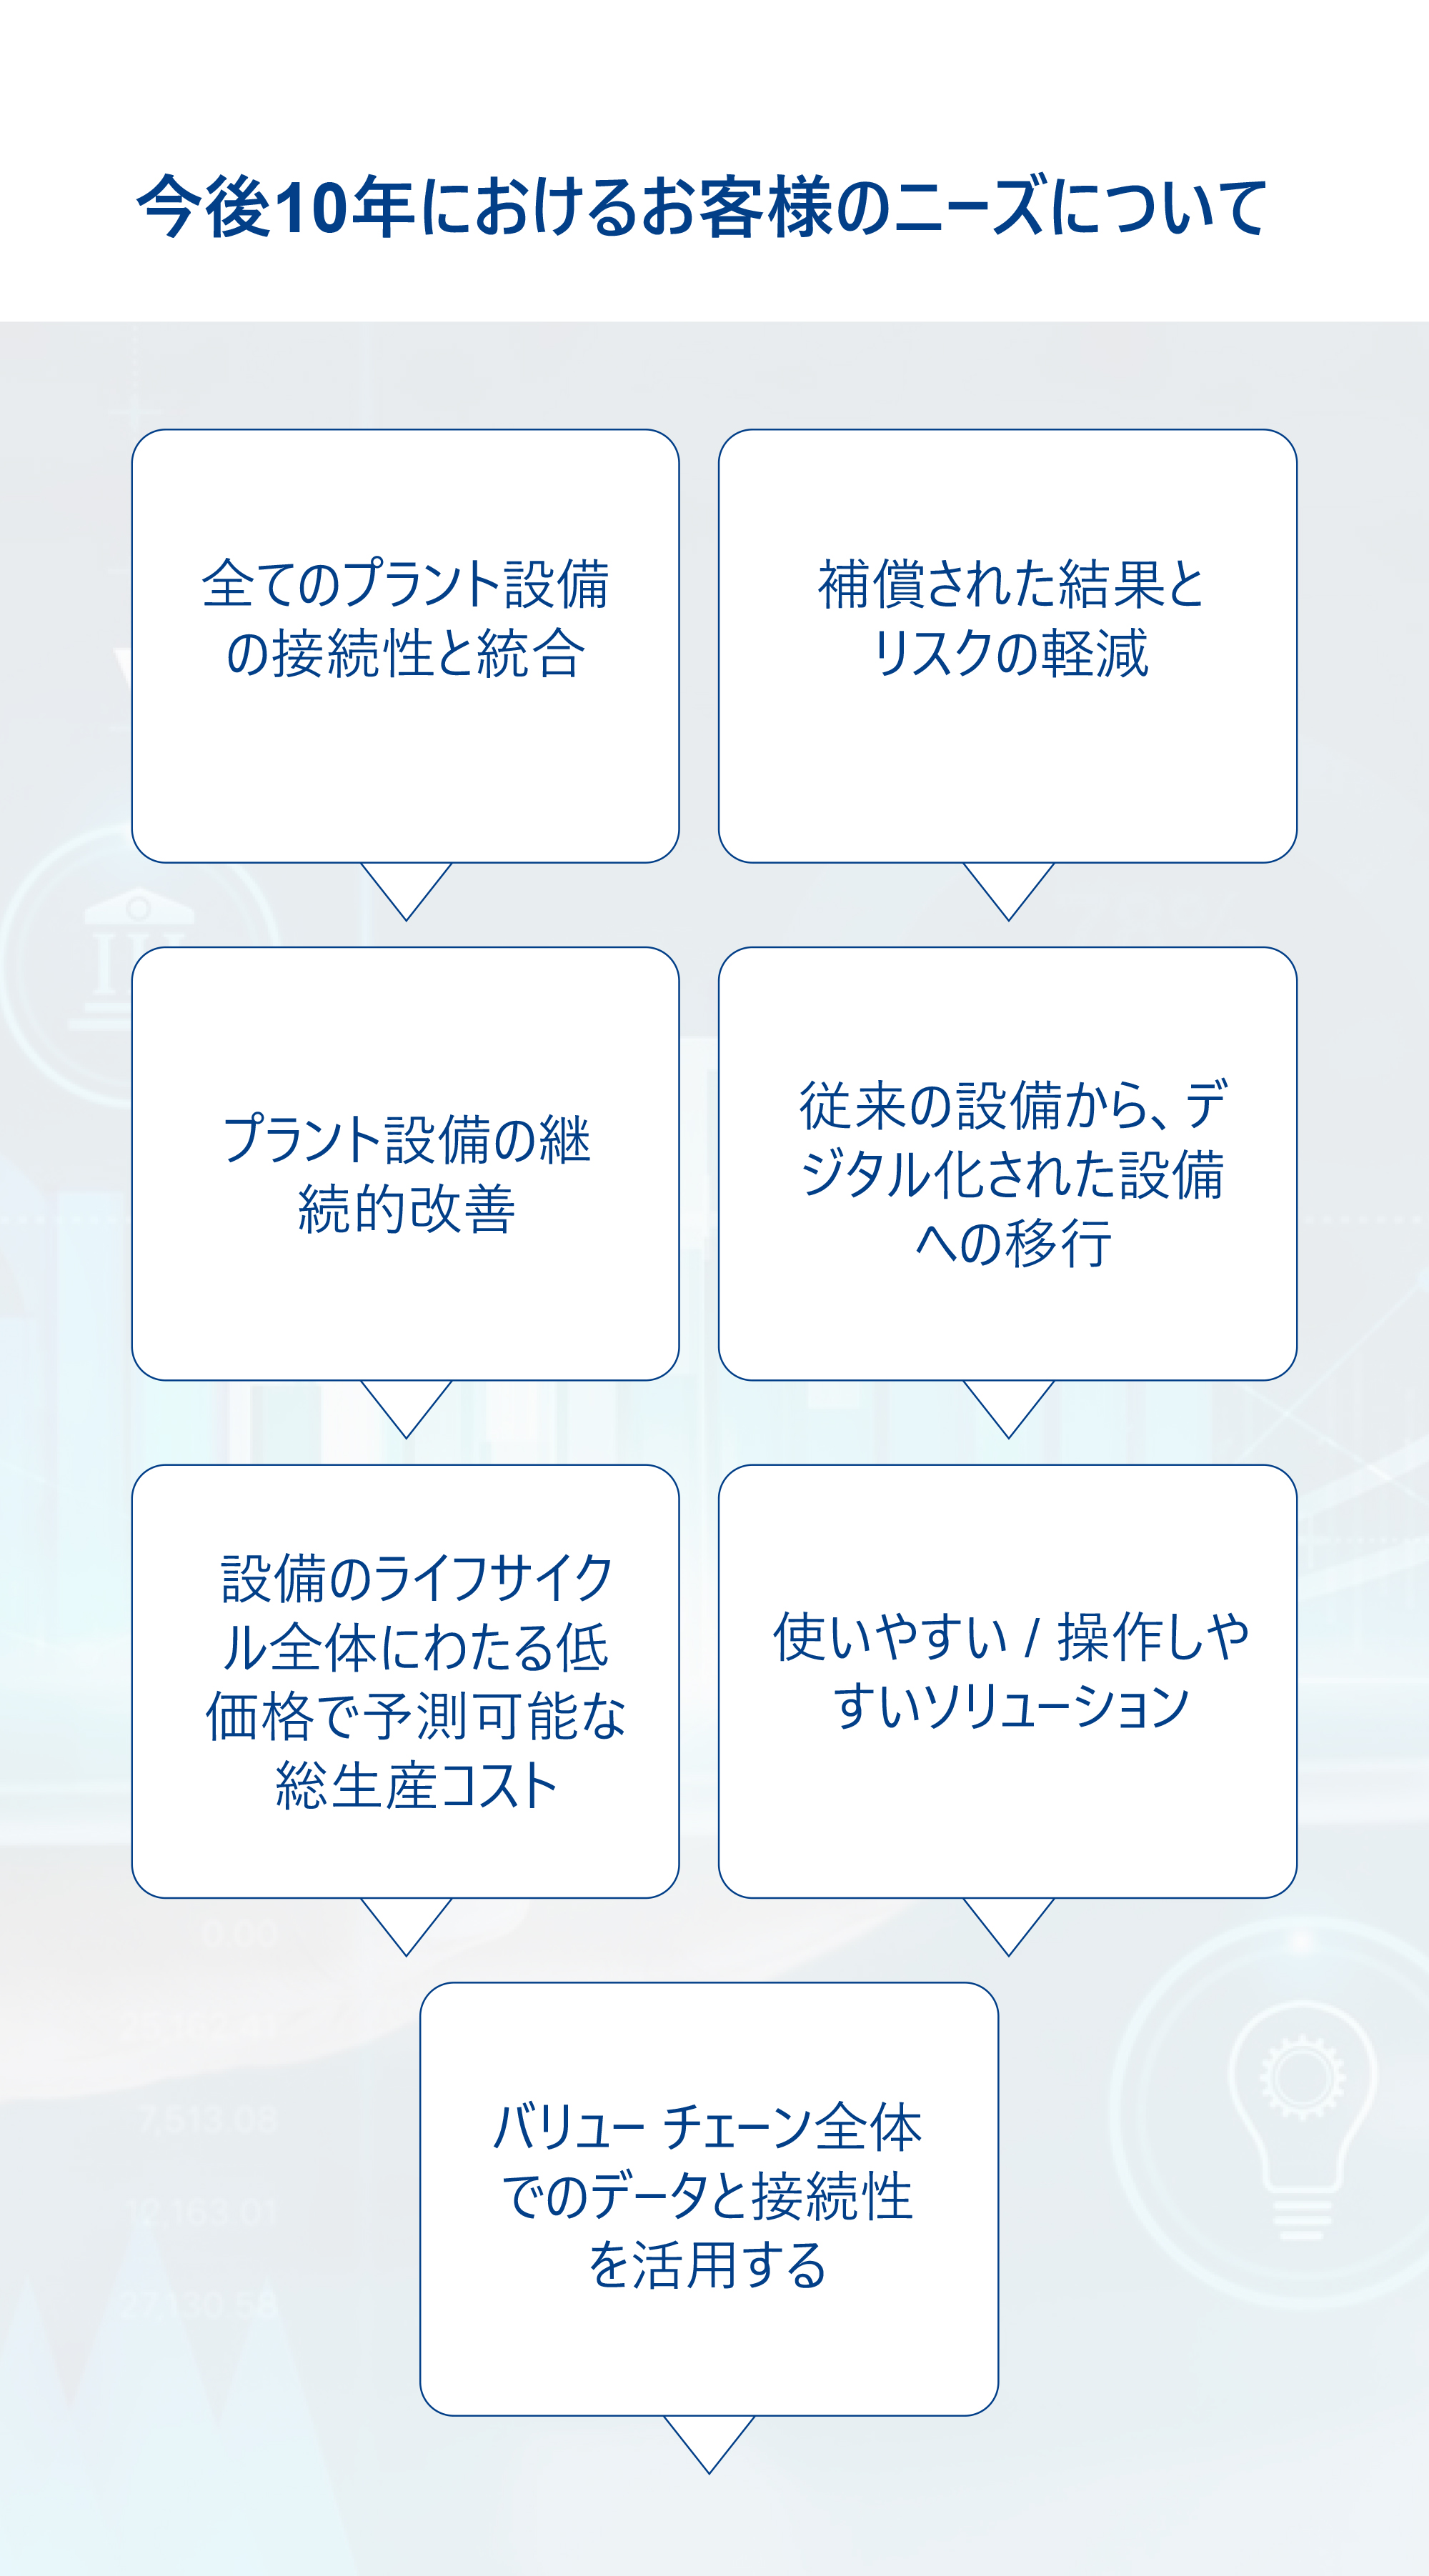 今後10年におけるお客様のニーズについて
全てのプラント設備
の接続性と統合
補償された結果と
リスクの軽減
プラント設備の継
続的改善
従来の設備から、デ
ジタル化された設備
への移行
設備のライフサイク
ル全体にわたる低
価格で予測可能な
総生産コスト
使いやすい / 操作しや
すいソリューション
バリュー チェーン全体
でのデータと接続性
を活用する
0.00
7,513.08
27,130.58